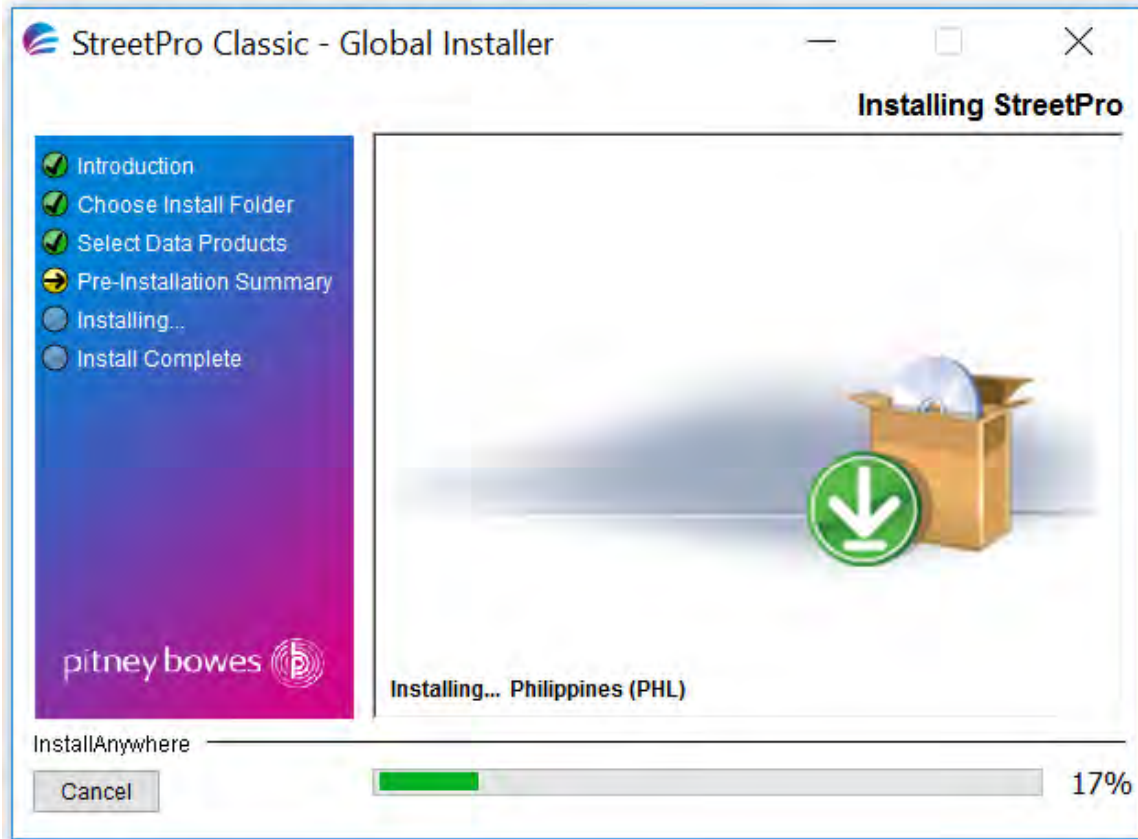 StreetPro Classic - Global Installer
Installing StreetPro
Introduction
Choose Install Folder
Select Data Products
Pre-Installation Summary
Installing...
Install Complete
pitney bowes
Installing... Philippines (PHL)
InstallAnywhere
Cancel
17%